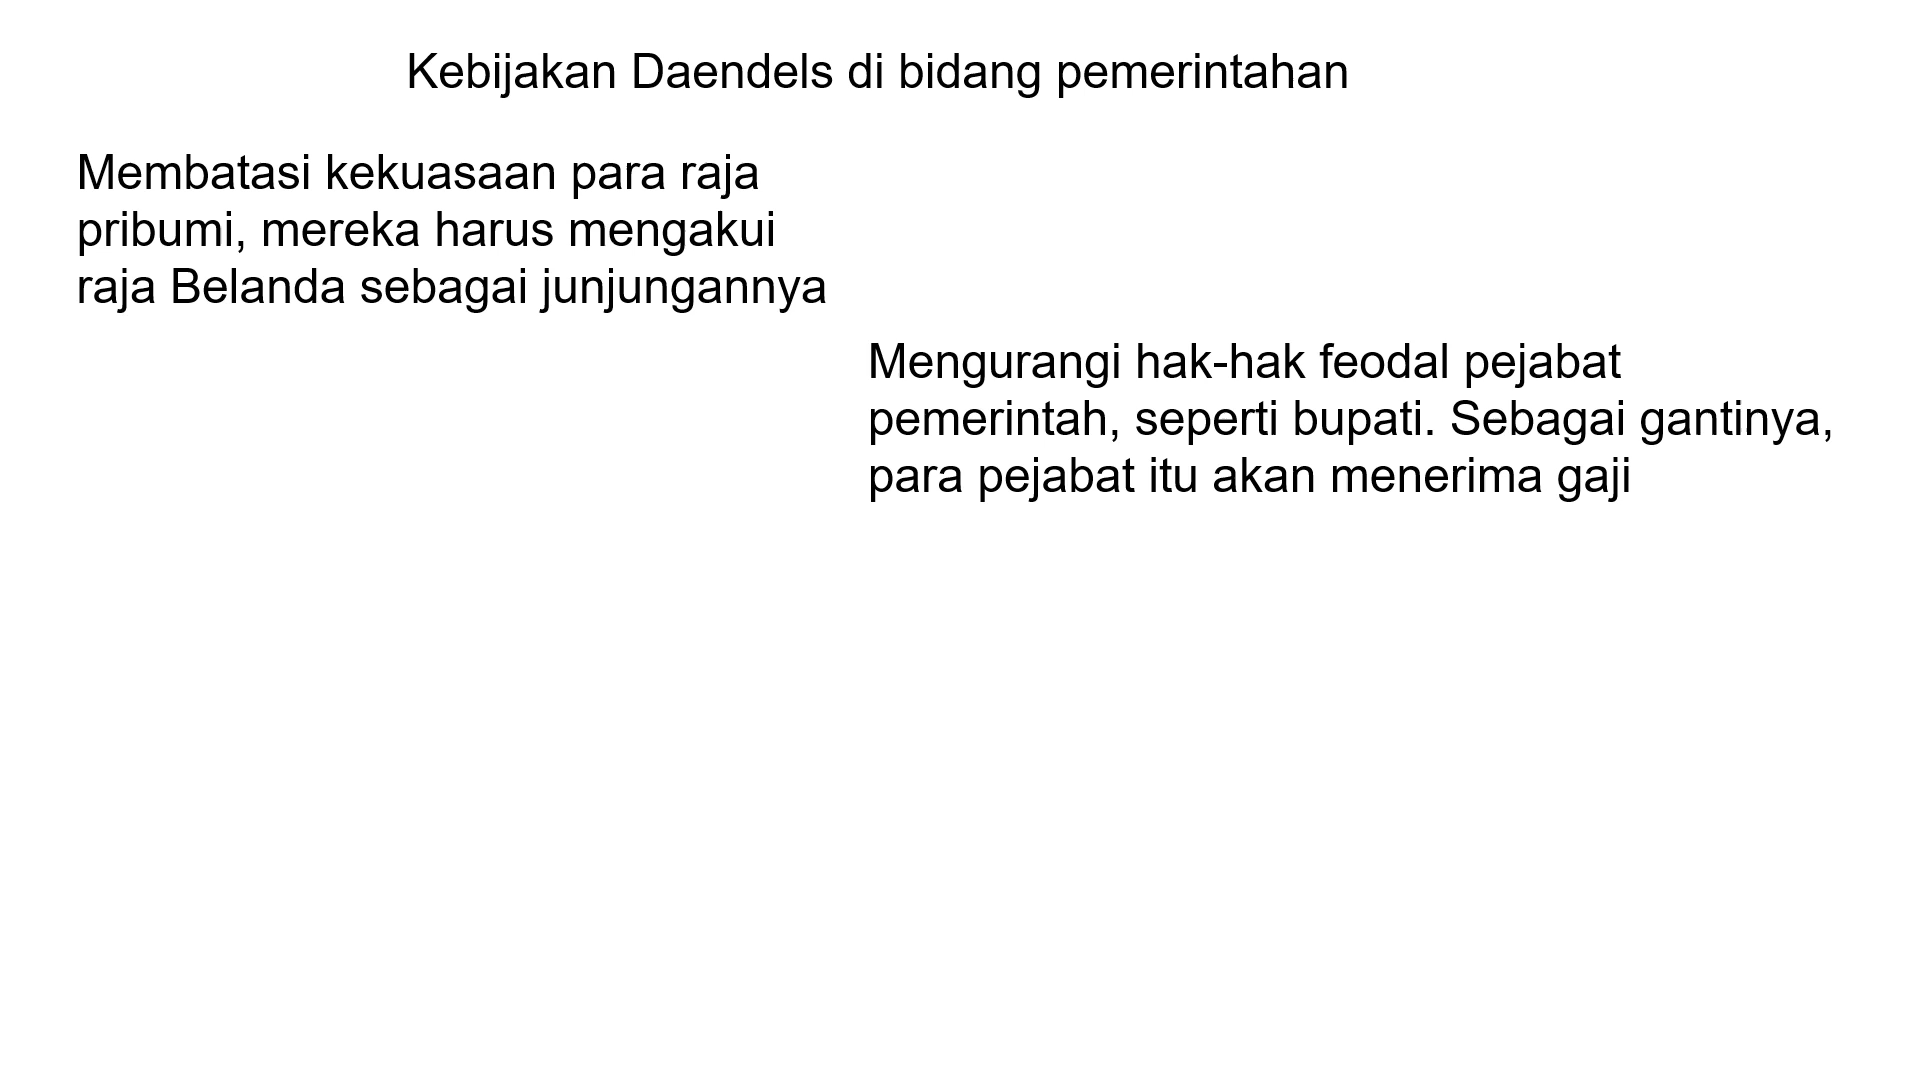 Kebijakan Daendels di bidang pemerintahan
Membatasi kekuasaan para raja
pribumi, mereka harus mengakui
raja Belanda sebagai junjungannya
Mengurangi hak-hak feodal pejabat
pemerintah, seperti bupati. Sebagai gantinya,
para pejabat itu akan menerima gaji